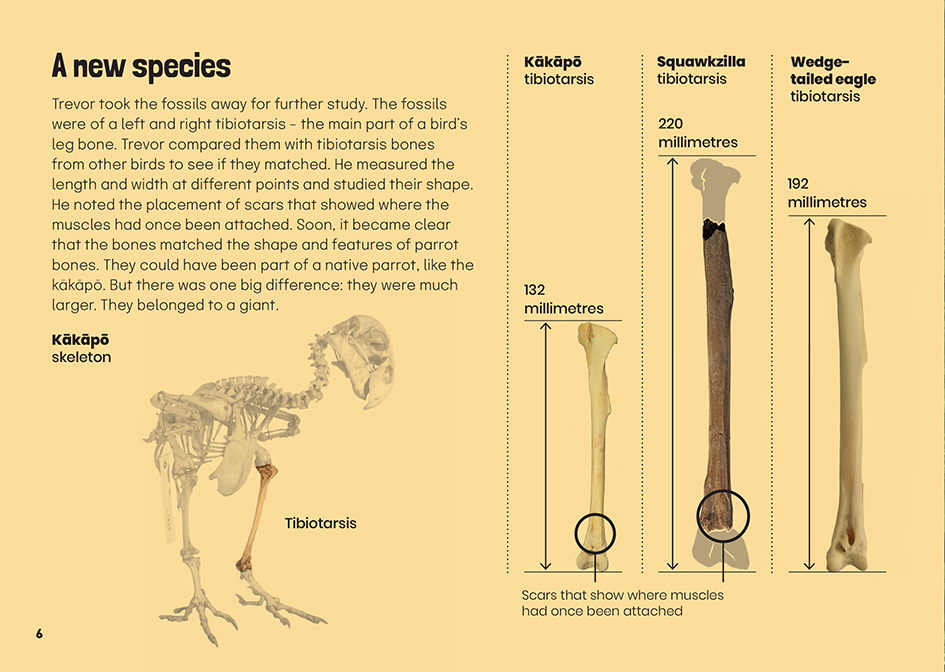 A new species
Trevor took the fossils away for further study. The fossils
were of a left and right tibiotarsis – the main part of a bird’s
leg bone. Trevor compared them with tibiotarsis bones
from other birds to see if they matched. He measured the
length and width at different points and studied their shape.
He noted the placement of scars that showed where the
muscles had once been attached. Soon, it became clear
that the bones matched the shape and features of parrot
bones. They could have been part of a native parrot, like the
kākāpō. But there was one big difference: they were much
larger. They belonged to a giant.
Kākāpō
skeleton
Tibiotarsis
Kākāpō
tibiotarsis
132
millimetres
Squawkzilla
tibiotarsis
220
millimetres
Wedge-
tailed eagle
tibiotarsis
192
millimetres
Scars that show where muscles
had once been attached
6